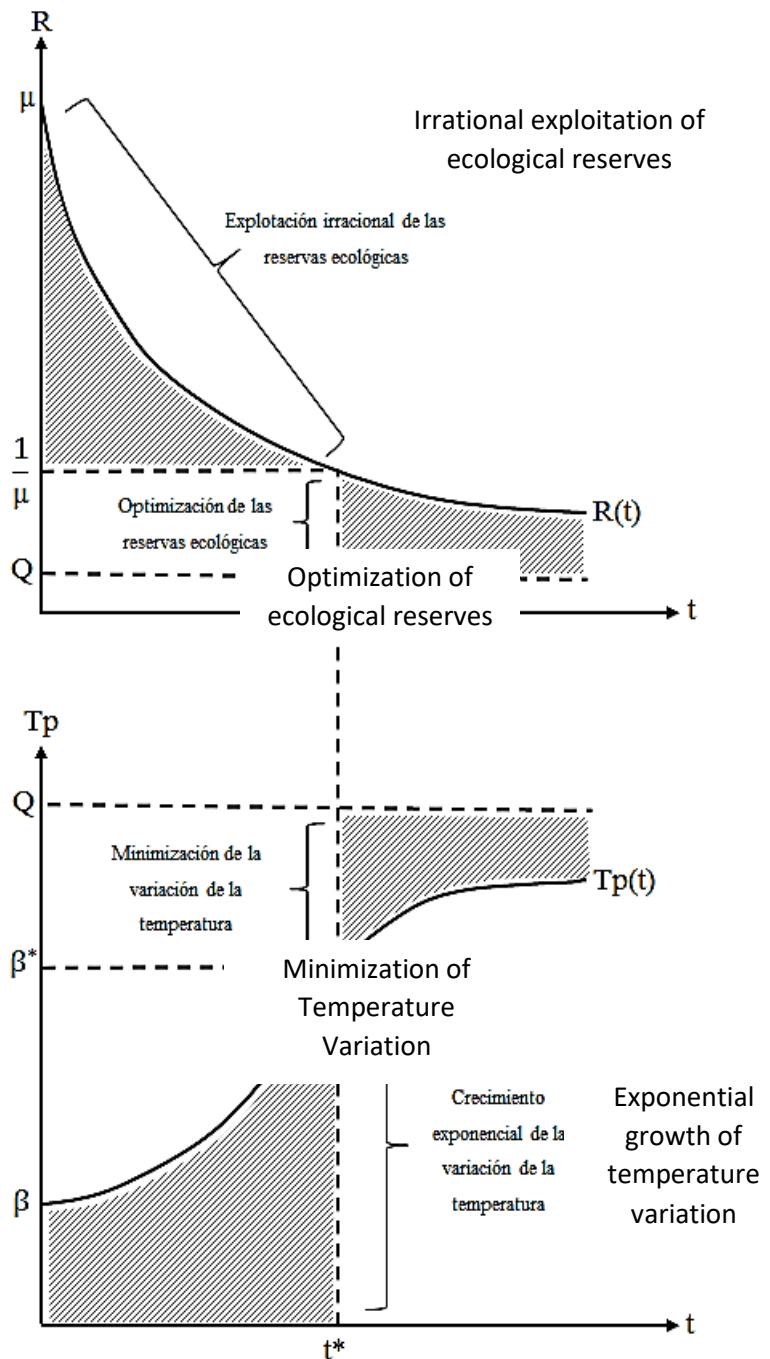 R
μ
Irrational exploitation of
ecological reserves
Explotación irracional de las
reservas ecológicas
1
μ
Optimización de las
reservas ecológicas
R(t)
Q
Optimization of
ecological reserves
t
Tp
Q
Minimización de la
variación de la
temperatura
Tp(t)
β*
Minimization of
Temperature
Variation
Crecimiento
exponencial de la
variación de la
temperatura
Exponential
growth of
temperature
variation
β
t*
t